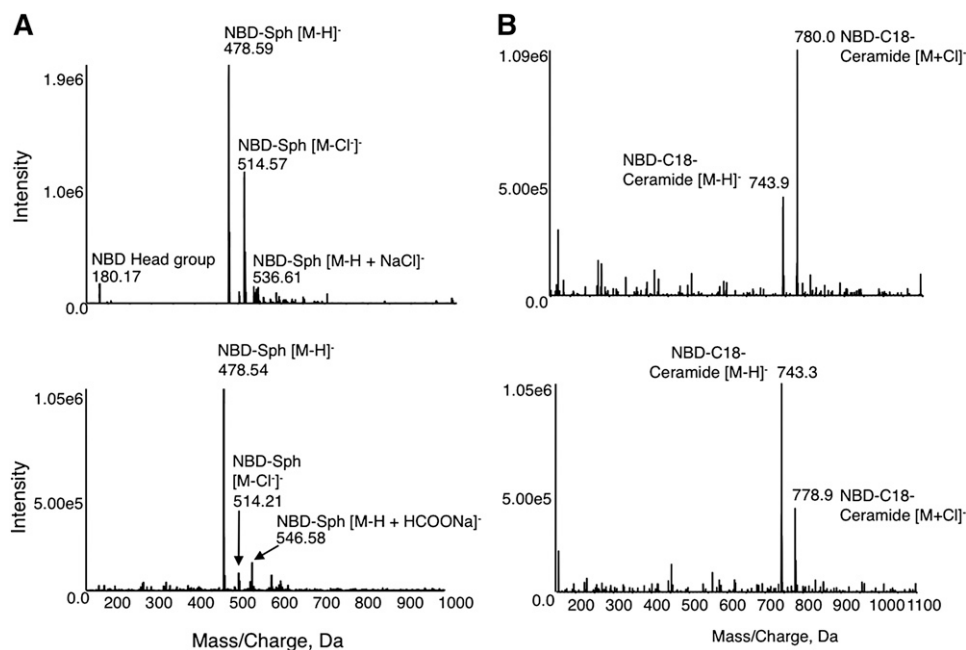 A
NBD-Sph [M-H]-
478.59
1.9e6
NBD-Sph [M-Cl-]-
514.57
1.0e6
Intensity
NBD Head group
180.17
NBD-Sph [M-H + NaCl]-
536.61
0.0
NBD-Sph [M-H]-
478.54
1.05e6
NBD-Sph
[M-Cl-]-
514.21
5.00e5
NBD-Sph [M-H + HCOONa]-
546.58
Intensity
0.0
200 300 400 500 600 700 800 900 1000
Mass/Charge, Da
B
780.0 NBD-C18-
Ceramide [M+Cl]-
1.09e6
NBD-C18-
Ceramide [M-H]- 743.9
5.00e5
0.0
NBD-C18-
Ceramide [M-H]- 743.3
1.05e6
5.00e5
778.9 NBD-C18-
Ceramide [M+Cl]-
0.0
200 300 400 500 600 700 800 900 1000 1100
Mass/Charge, Da